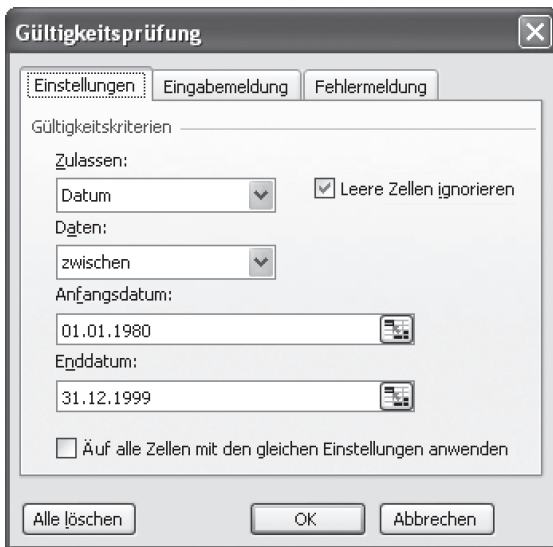 Gültigkeitsprüfung
Einstellungen Eingabemeldung Fehlermeldung
Gültigkeitskriterien
Zulassen:
Datum Leere Zellen ignorieren
Daten:
zwischen
Anfangsdatum:
01.01.1980
Enddatum:
31.12.1999
Äuf alle Zellen mit den gleichen Einstellungen anwenden
Alle löschen OK Abbrechen